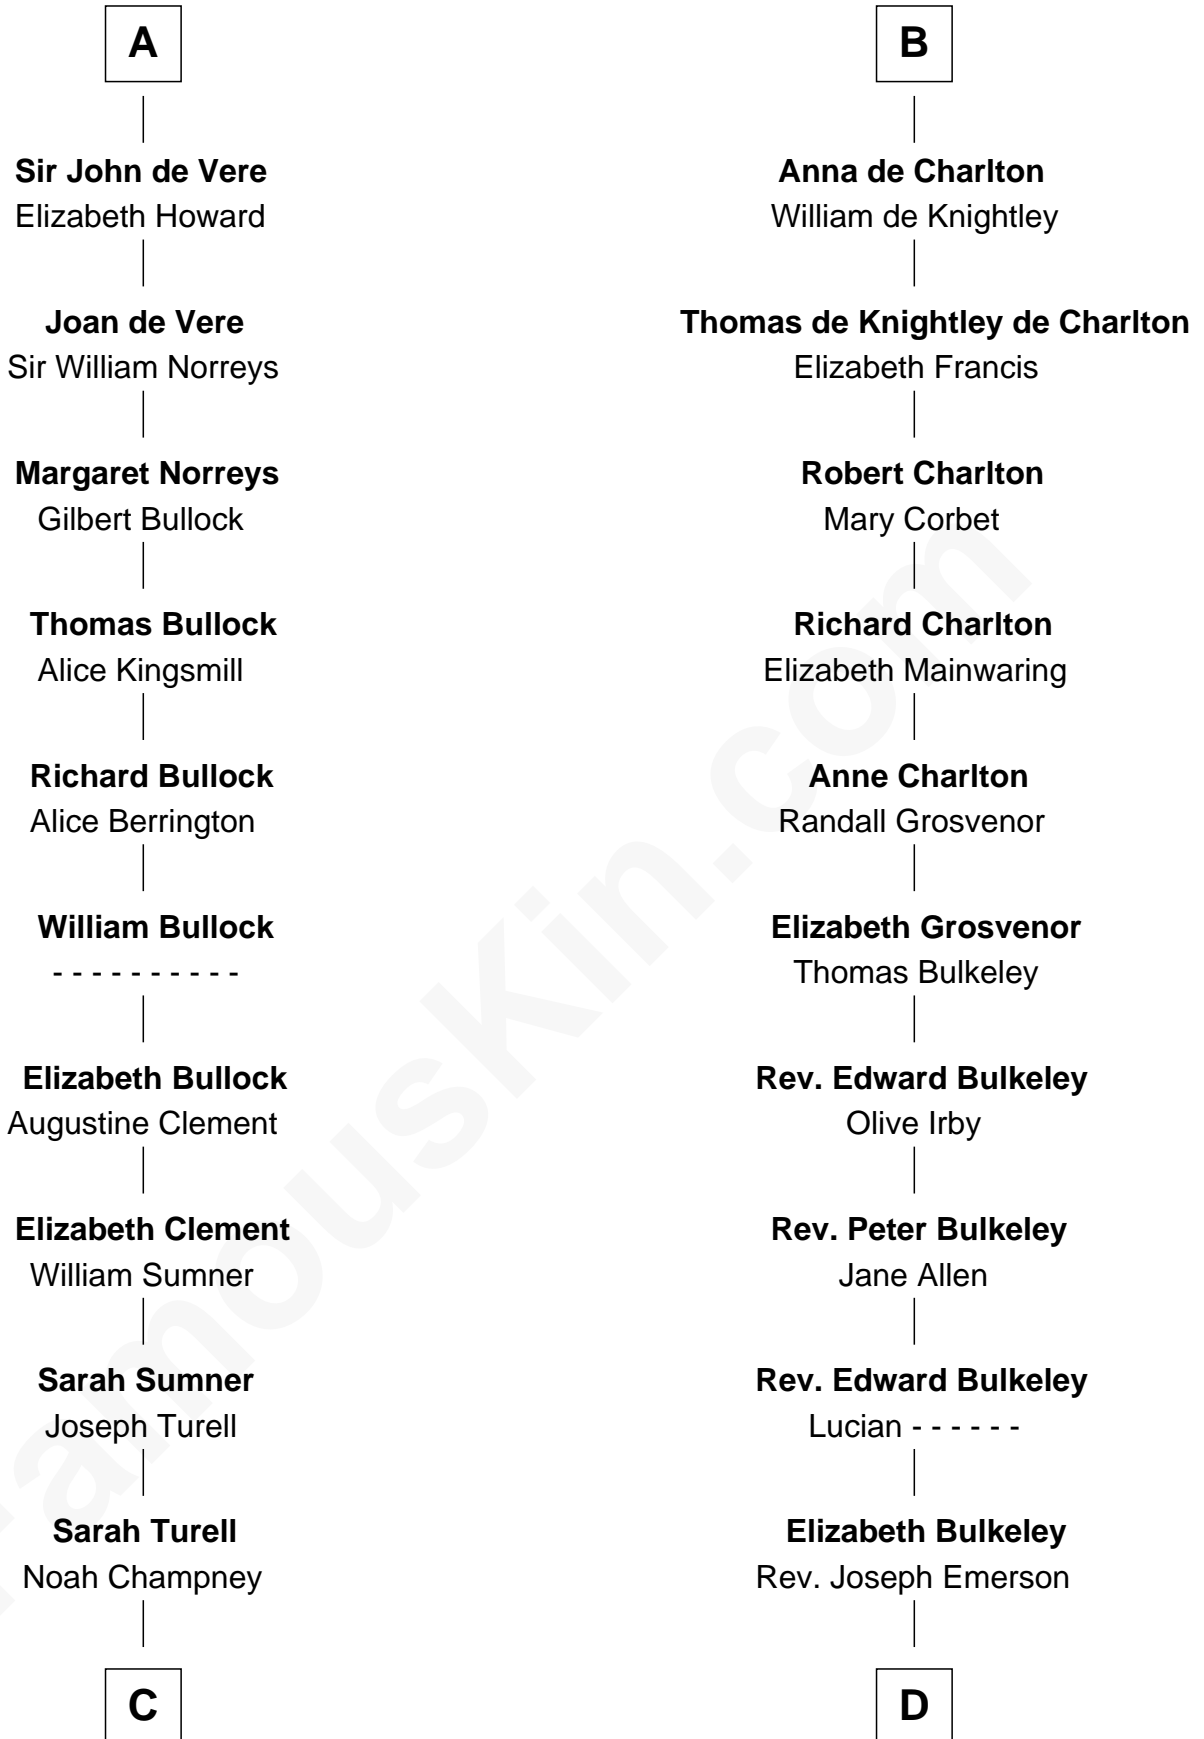 A
Sir John de Vere
Elizabeth Howard
Joan de Vere
Sir William Norreys
Margaret Norreys
Gilbert Bullock
Thomas Bullock
Alice Kingsmill
Richard Bullock
Alice Berrington
William Bullock
- - - - - - - - - -
Elizabeth Bullock
Augustine Clement
Elizabeth Clement
William Sumner
Sarah Sumner
Joseph Turell
Sarah Turell
Noah Champney
C
B
Anna de Charlton
William de Knightley
Thomas de Knightley de Charlton
Elizabeth Francis
Robert Charlton
Mary Corbet
Richard Charlton
Elizabeth Mainwaring
Anne Charlton
Randall Grosvenor
Elizabeth Grosvenor
Thomas Bulkeley
Rev. Edward Bulkeley
Olive Irby
Rev. Peter Bulkeley
Jane Allen
Rev. Edward Bulkeley
Lucian - - - - - -
Elizabeth Bulkeley
Rev. Joseph Emerson
D
FamousKin.com